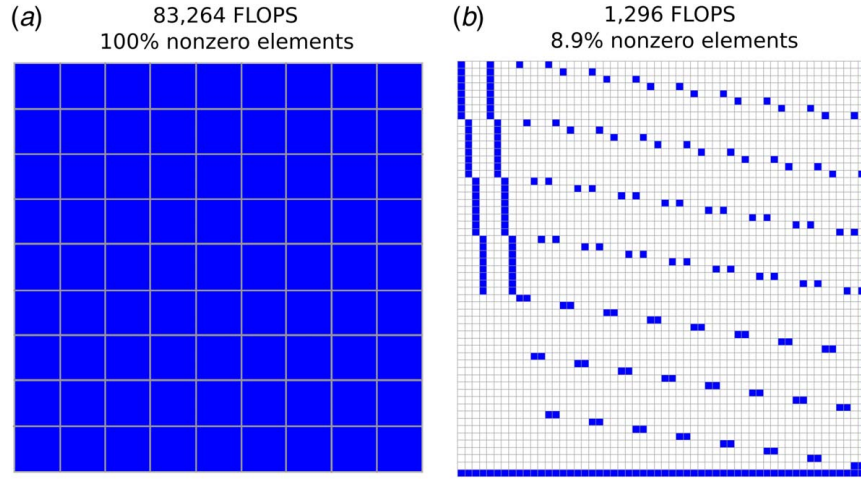 (a)
83,264 FLOPS
100% nonzero elements
(b)
1,296 FLOPS
8.9% nonzero elements